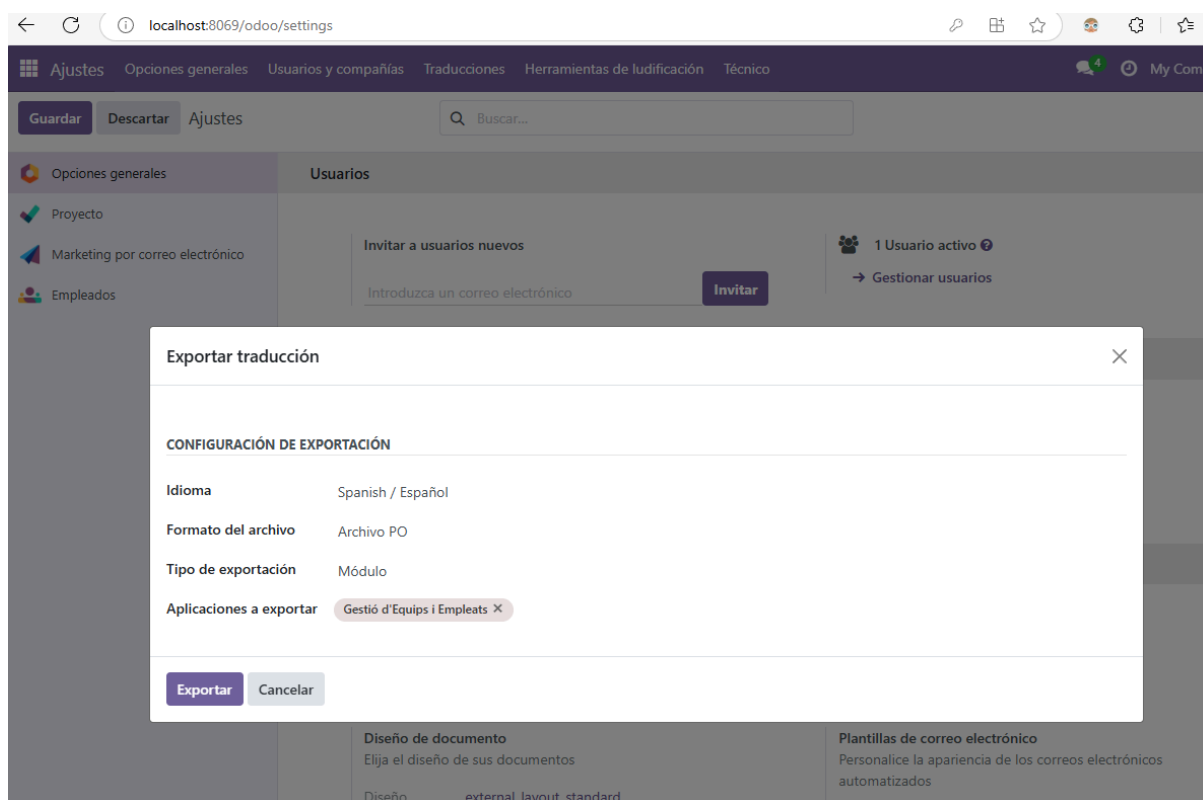 localhost:8069/odoo/settings
Ajustes Opciones generales Usuarios y compañías Traducciones Herramientas de ludificación Técnico 4 My Com
Guardar Descartar Ajustes Buscar...
Opciones generales
Proyecto
Marketing por correo electrónico
Empleados
Usuarios
Invitar a usuarios nuevos
Introduzca un correo electrónico Invitar
1 Usuario activo
Gestionar usuarios
Exportar traducción
CONFIGURACIÓN DE EXPORTACIÓN
Idioma Spanish / Español
Formato del archivo Archivo PO
Tipo de exportación Módulo
Aplicaciones a exportar Gestió d'Equips i Empleats
Exportar Cancelar
Diseño de documento
Elija el diseño de sus documentos
Diseño external_layout_standard
Plantillas de correo electrónico
Personalice la apariencia de los correos electrónicos
automatizados